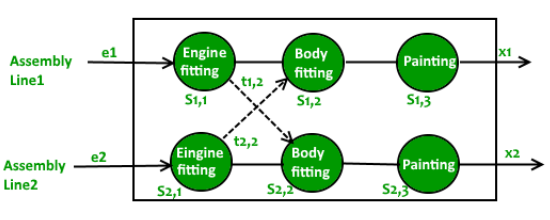 Assembly
Line1
e1
Engine
fitting
S1,1
t1,2
Body
fitting
S1,2
Painting
S1,3
x1
Assembly
Line2
e2
Eingine
fitting
S2,1
t2,2
Body
fitting
S2,2
Painting
S2,3
x2